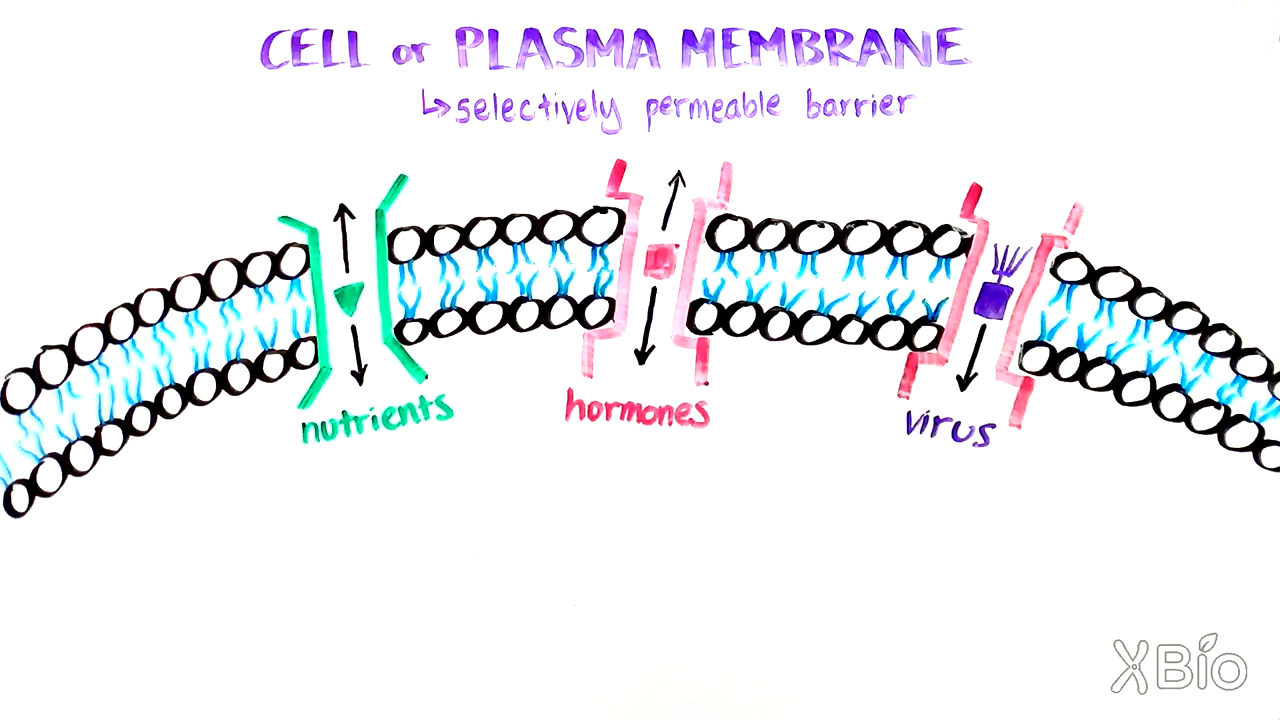 CELL or PLASMA MEMBRANE
↳selectively permeable barrier
nutrients
hormones
virus
XBio